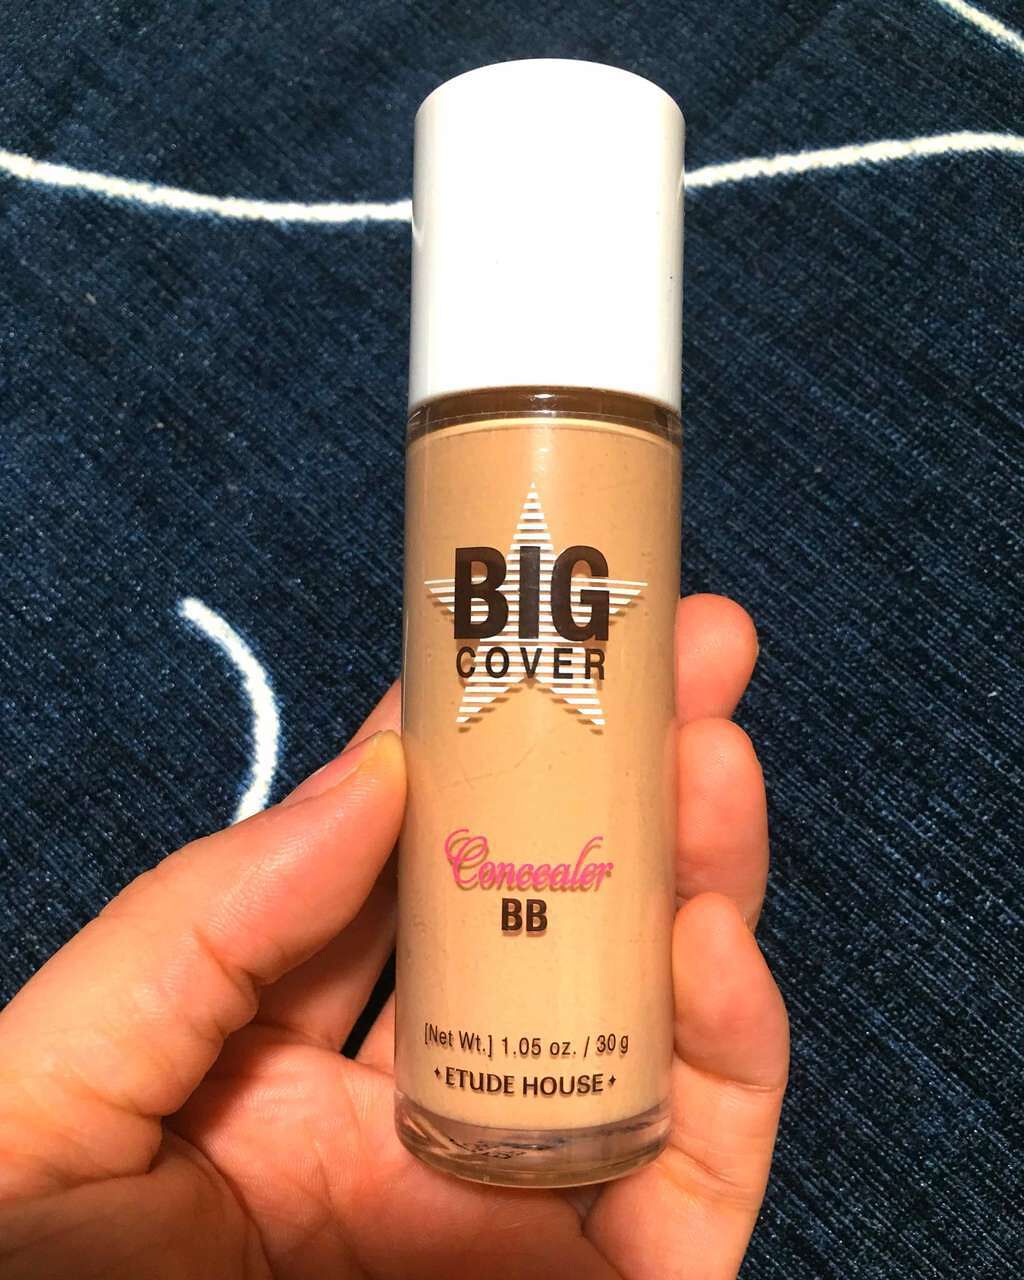 BIG
COVER
Concealer
BB
[Net Wt.] 1.05 oz. / 30 g
✦ETUDE HOUSE✦